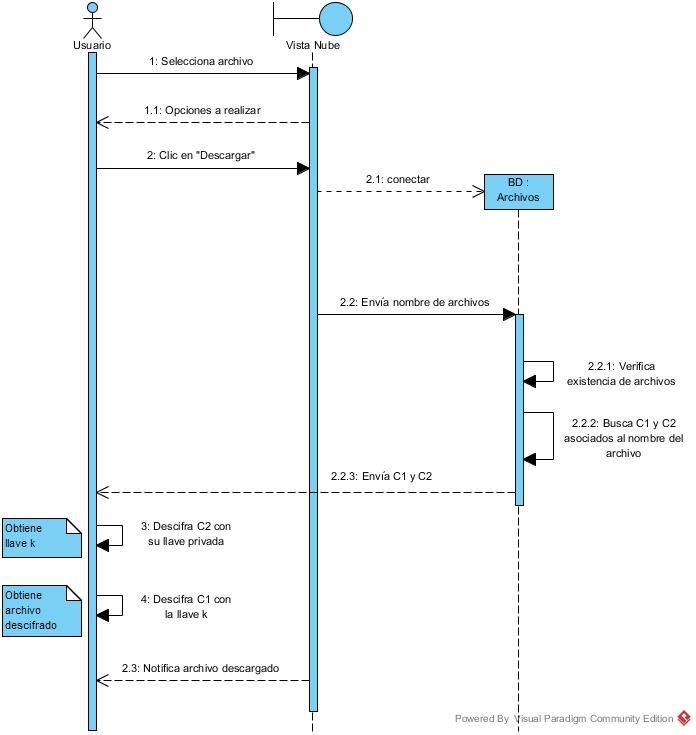 Usuario
Vista Nube
1: Selecciona archivo
1.1: Opciones a realizar
2: Clic en "Descargar"
2.1: conectar
BD :
Archivos
2.2: Envía nombre de archivos
2.2.1: Verifica
existencia de archivos
2.2.2: Busca C1 y C2
asociados al nombre del
archivo
2.2.3: Envía C1 y C2
Obtiene
llave k
3: Descifra C2 con
su llave privada
Obtiene
archivo
descifrado
4: Descifra C1 con
la llave k
2.3: Notifica archivo descargado
Powered By Visual Paradigm Community Edition